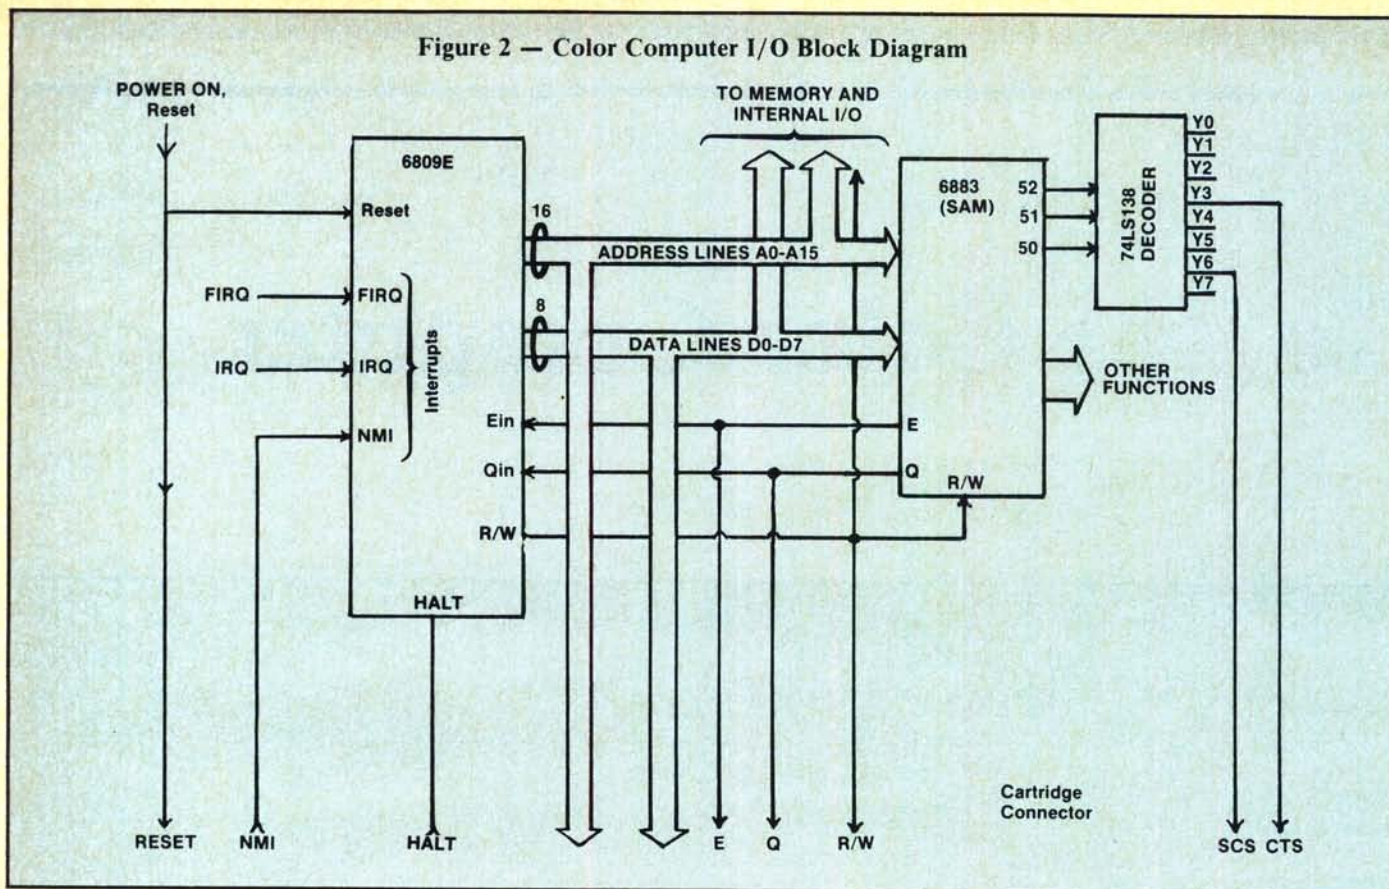 Figure 2 — Color Computer I/O Block Diagram
POWER ON,
Reset
6809E
Reset
FIRQ
FIRQ
IRQ
IRQ
NMI
Interrupts
Ein
Qin
R/W
HALT
16
ADDRESS LINES A0-A15
8
DATA LINES D0-D7
TO MEMORY AND
INTERNAL I/O
6883
(SAM)
52
51
50
E
Q
R/W
74LS138
DECODER
Y0
Y1
Y2
Y3
Y4
Y5
Y6
Y7
OTHER
FUNCTIONS
Cartridge
Connector
RESET
NMI
HALT
E
Q
R/W
SCS
CTS